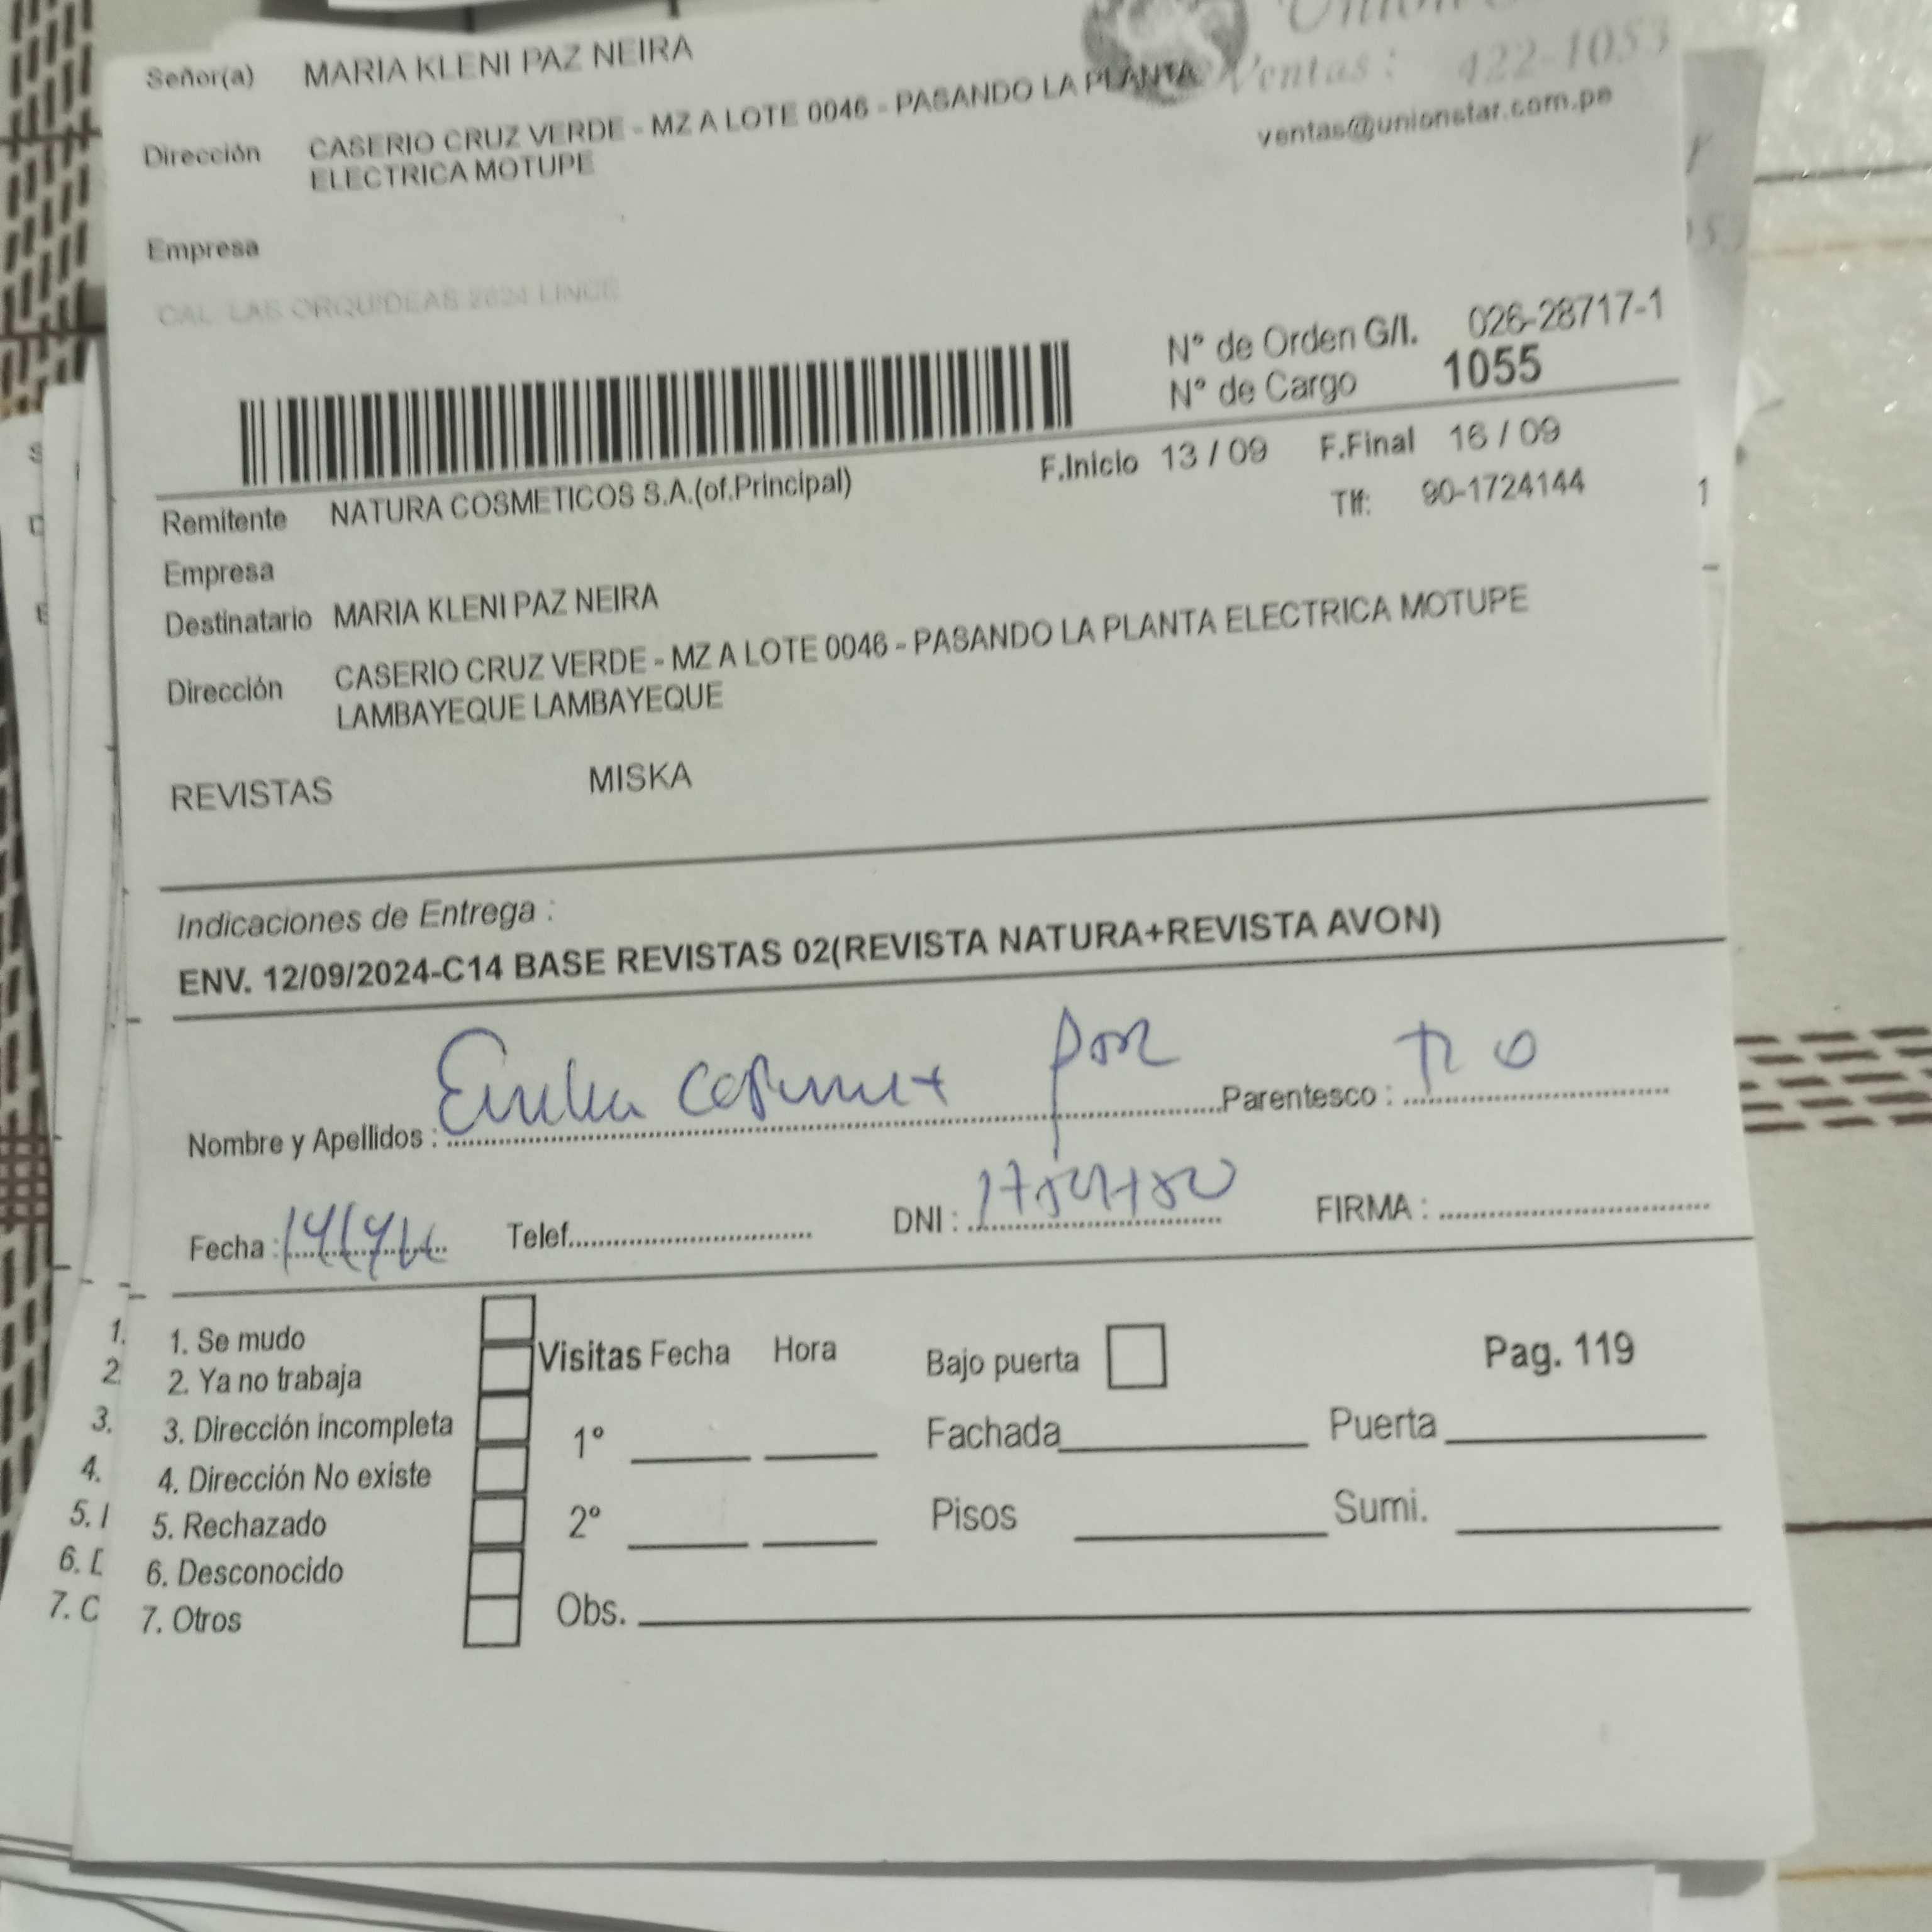 Señor(a) MARIA KLENI PAZ NEIRA
Ventas: 422-1053
Dirección CASERIO CRUZ VERDE - MZ A LOTE 0046 - PASANDO LA PLANTA
ELECTRICA MOTUPE
ventas@unionstar.com.pe
Empresa
CAL. LAS ORQUIDEAS 2624 LINCE
N° de Orden G/I. 026-28717-1
N° de Cargo 1055
F.Inicio 13 / 09 F.Final 16 / 09
Remitente NATURA COSMETICOS S.A.(of.Principal)
Tlf: 90-1724144
Empresa
Destinatario MARIA KLENI PAZ NEIRA
Dirección CASERIO CRUZ VERDE - MZ A LOTE 0046 - PASANDO LA PLANTA ELECTRICA MOTUPE
LAMBAYEQUE LAMBAYEQUE
REVISTAS MISKA
Indicaciones de Entrega :
ENV. 12/09/2024-C14 BASE REVISTAS 02(REVISTA NATURA+REVISTA AVON)
Nombre y Apellidos : Parentesco :
Fecha : Telef. DNI : FIRMA :
1. Se mudo
2. Ya no trabaja
3. Dirección incompleta
4. Dirección No existe
5. Rechazado
6. Desconocido
7. Otros
Visitas Fecha Hora
1°
2°
Obs.
Bajo puerta
Pag. 119
Fachada Puerta
Pisos Sumi.